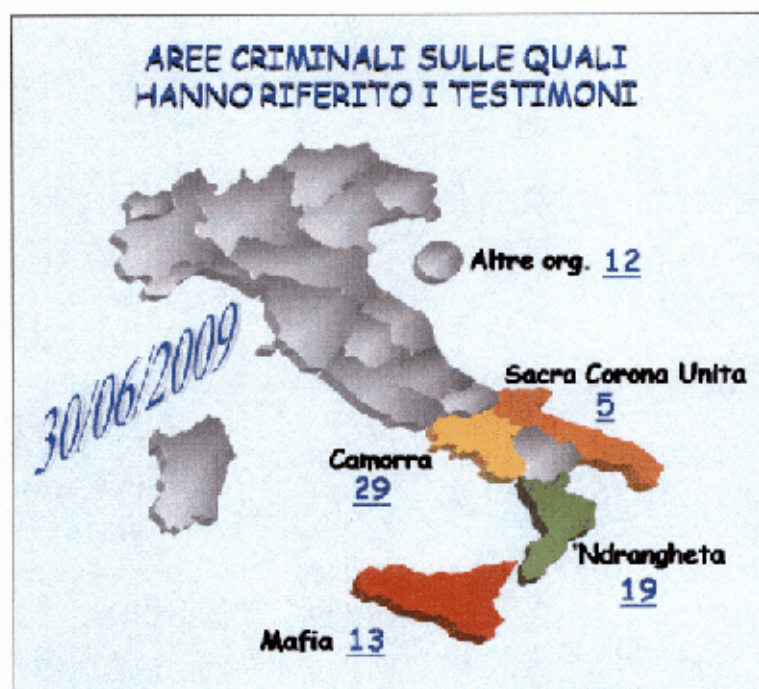 AREE CRIMINALI SULLE QUALI
HANNO RIFERITO I TESTIMONI
Altre org. 12
30/06/2009
Sacra Corona Unita
5
Camorra
29
'Ndrangheta
19
Mafia 13